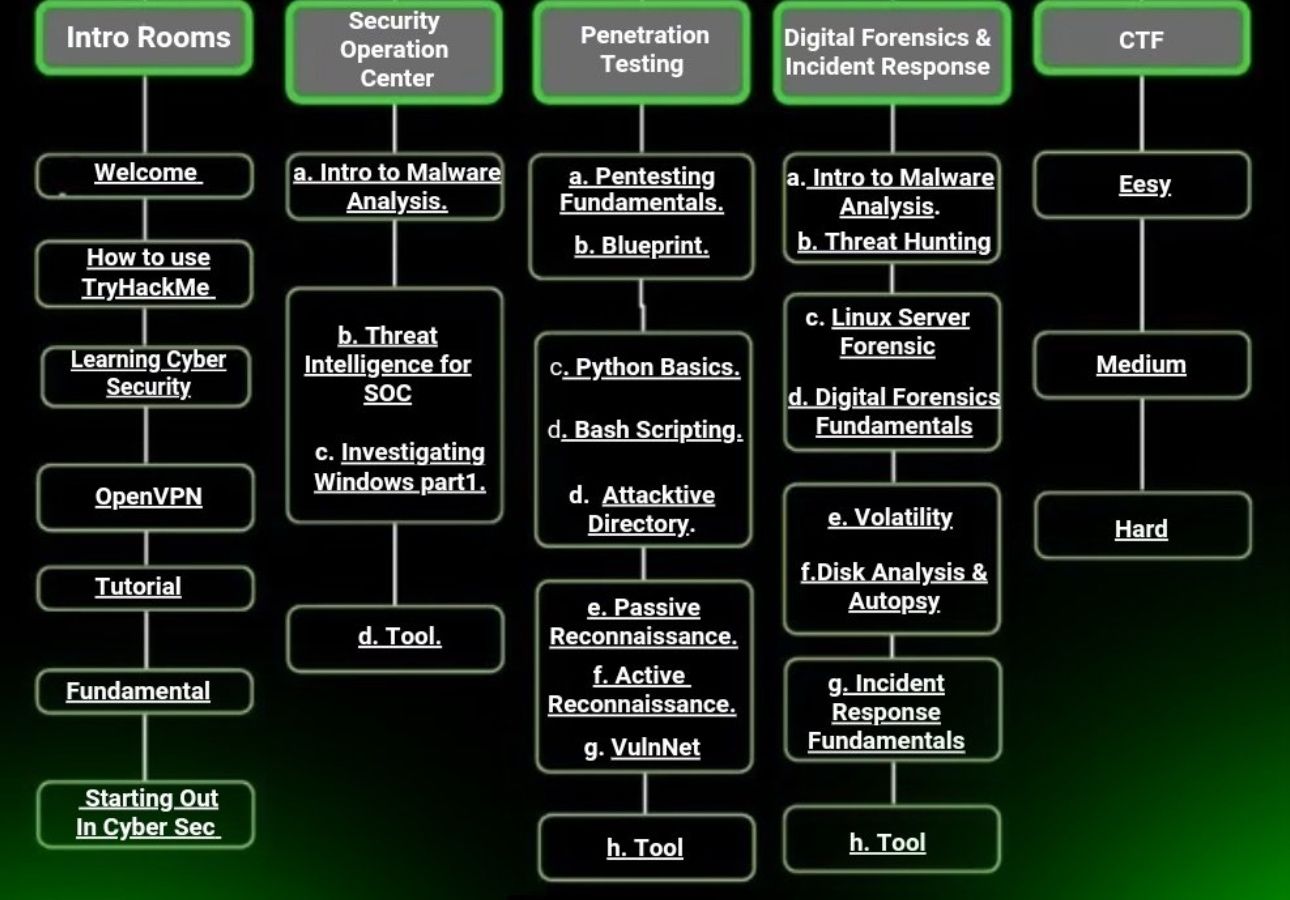 Intro Rooms
Welcome
How to use
TryHackMe
Learning Cyber
Security
OpenVPN
Tutorial
Fundamental
Starting Out
In Cyber Sec
Security
Operation
Center
a. Intro to Malware
Analysis.
b. Threat
Intelligence for
SOC
c. Investigating
Windows part1.
d. Tool.
Penetration
Testing
a. Pentesting
Fundamentals.
b. Blueprint.
c. Python Basics.
d. Bash Scripting.
d. Attacktive
Directory.
e. Passive
Reconnaissance.
f. Active
Reconnaissance.
g. VulnNet
h. Tool
Digital Forensics &
Incident Response
a. Intro to Malware
Analysis.
b. Threat Hunting
c. Linux Server
Forensic
d. Digital Forensics
Fundamentals
e. Volatility
f.Disk Analysis &
Autopsy
g. Incident
Response
Fundamentals
h. Tool
CTF
Eesy
Medium
Hard